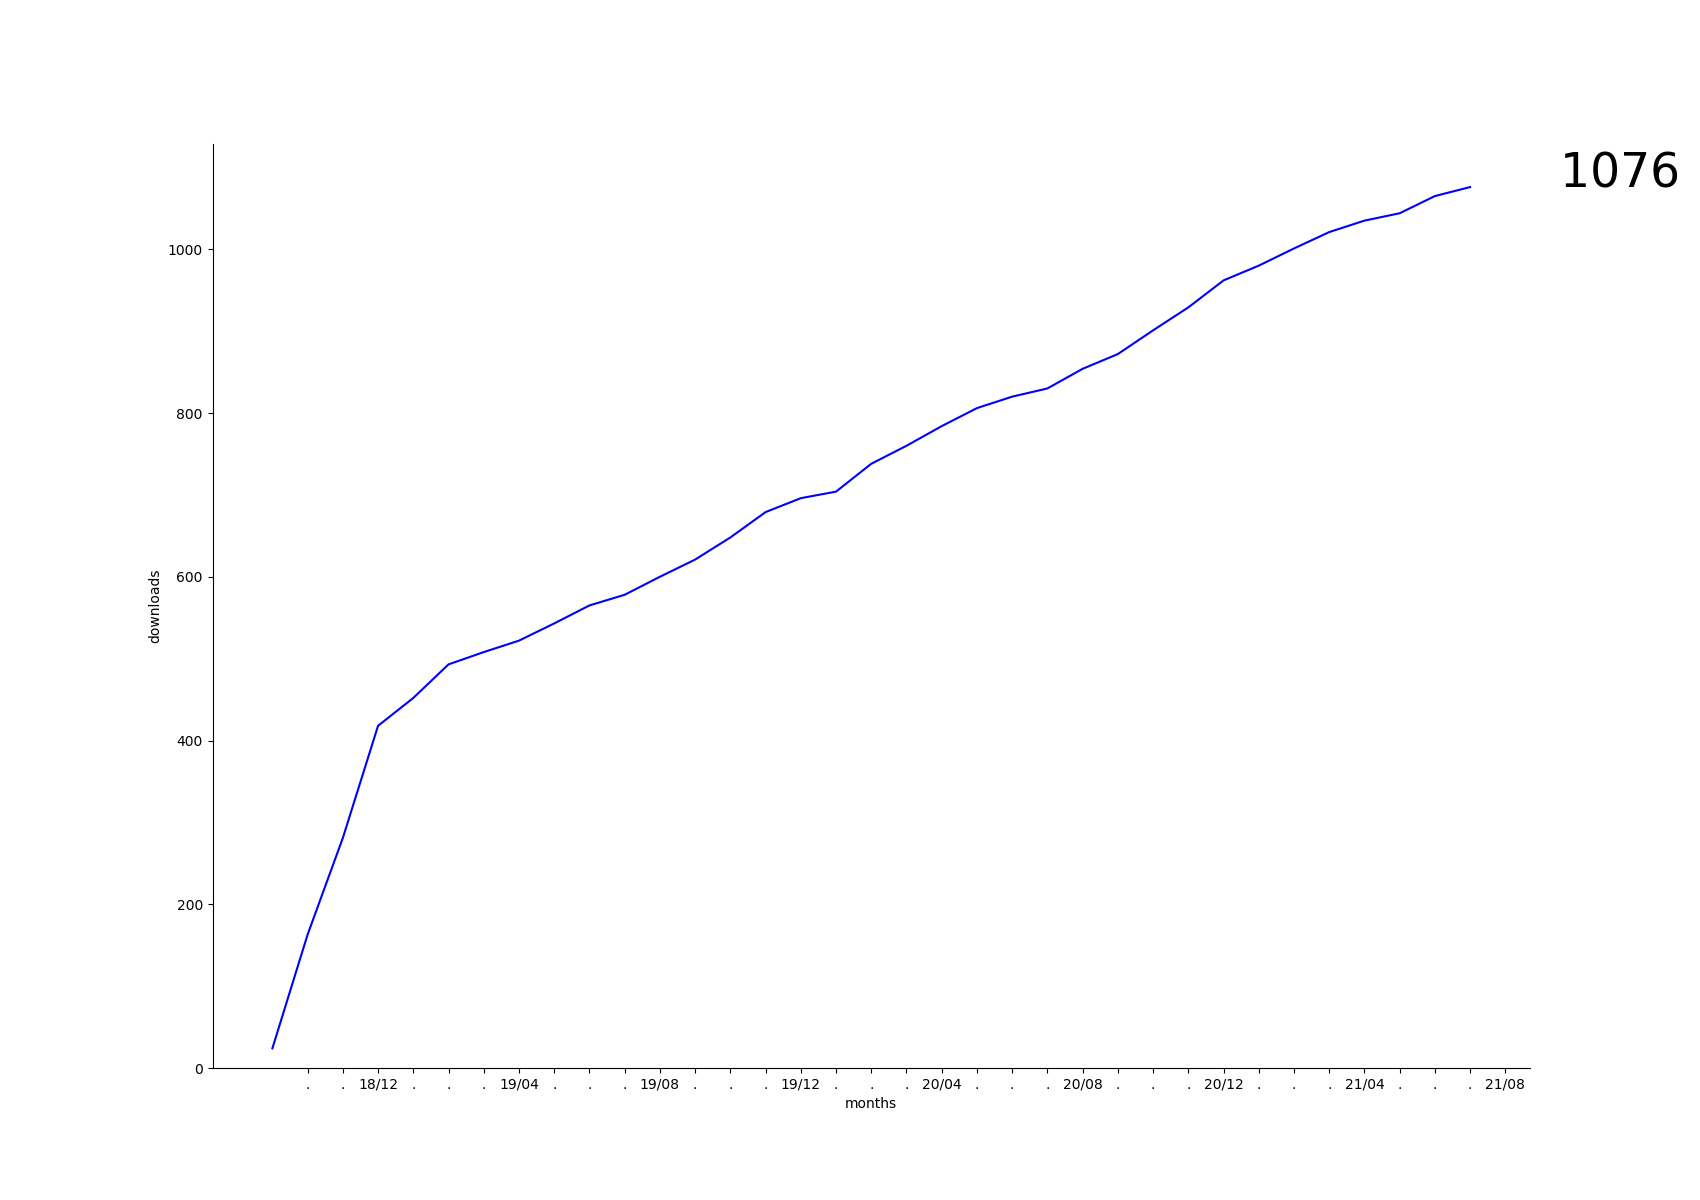 1076
1000
800
600
400
200
0
downloads
. . 18/12 . . . 19/04 . . . 19/08 . . . 19/12 . . . 20/04 . . . 20/08 . . . 20/12 . . . 21/04 . . . 21/08
months